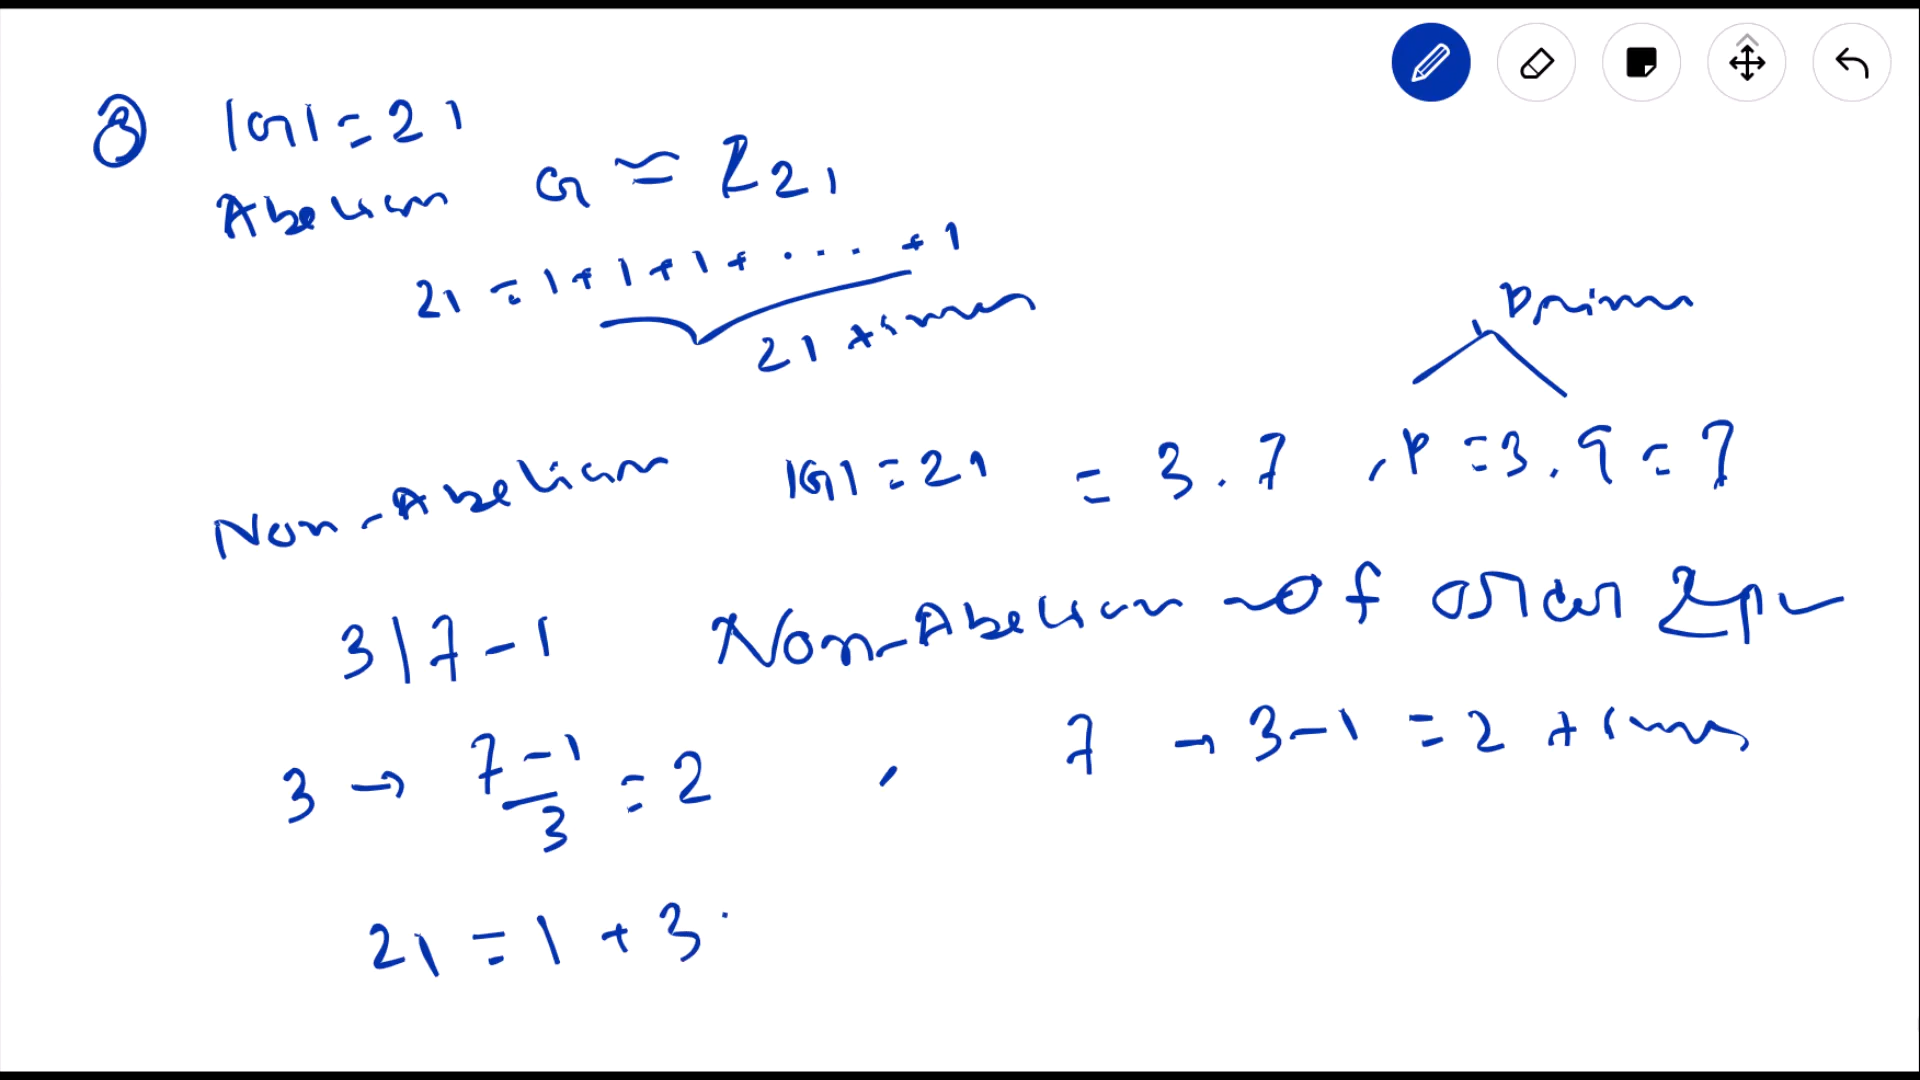 ③ |G| = 21
Abelian G ≈ Z21
21 = 1+1+1+ . . . . +1
21 times
Prime
Non-Abelian |G| = 21 = 3.7 , p = 3. q = 7
3|7-1 Non-Abelian of order
3 → 7-1/3 = 2 , 7 → 3-1 = 2 times
21 = 1 + 3 .